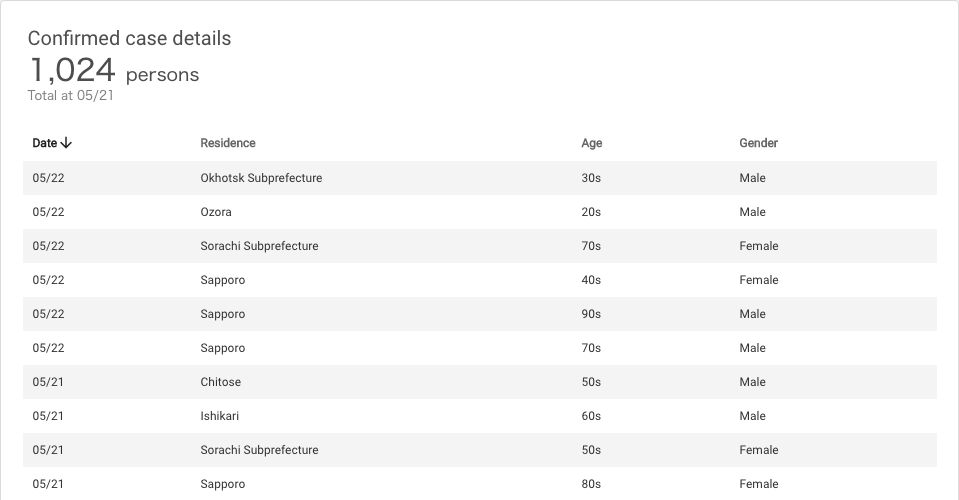 Confirmed case details
1,024 persons
Total at 05/21
Date Residence Age Gender
05/22 Okhotsk Subprefecture 30s Male
05/22 Ozora 20s Male
05/22 Sorachi Subprefecture 70s Female
05/22 Sapporo 40s Female
05/22 Sapporo 90s Male
05/22 Sapporo 70s Male
05/21 Chitose 50s Male
05/21 Ishikari 60s Male
05/21 Sorachi Subprefecture 50s Female
05/21 Sapporo 80s Female